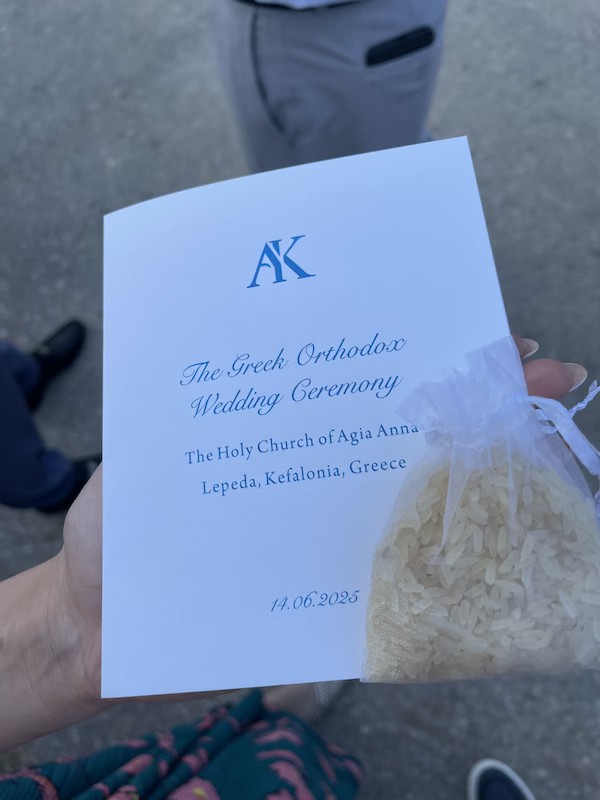 AK
The Greek Orthodox
Wedding Ceremony
The Holy Church of Agia Anna
Lepeda, Kefalonia, Greece
14.06.2025